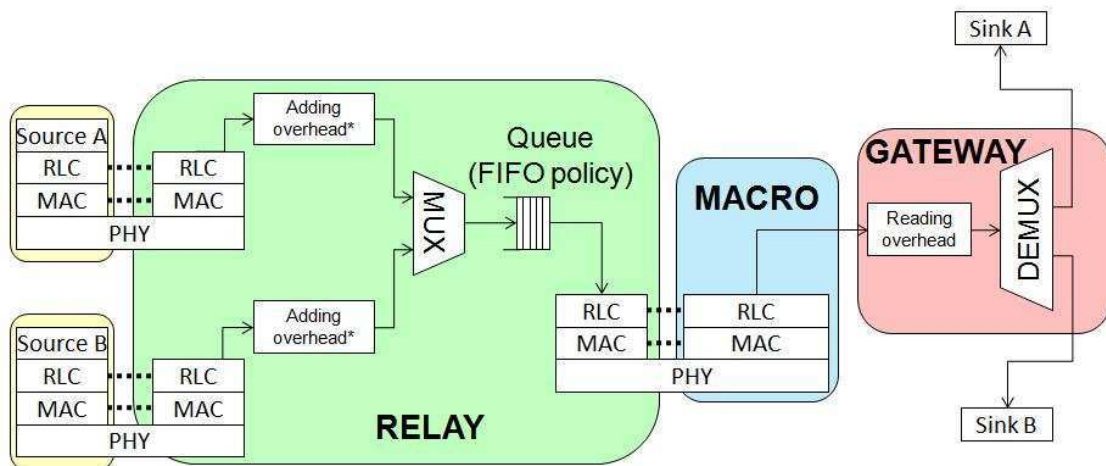 Sink A
Source A
RLC
MAC
PHY
RLC
MAC
Adding
overhead*
MUX
Queue
(FIFO policy)
MACRO
GATEWAY
Reading
overhead
DEMUX
Source B
RLC
MAC
PHY
RLC
MAC
Adding
overhead*
RELAY
RLC
MAC
PHY
RLC
MAC
Sink B